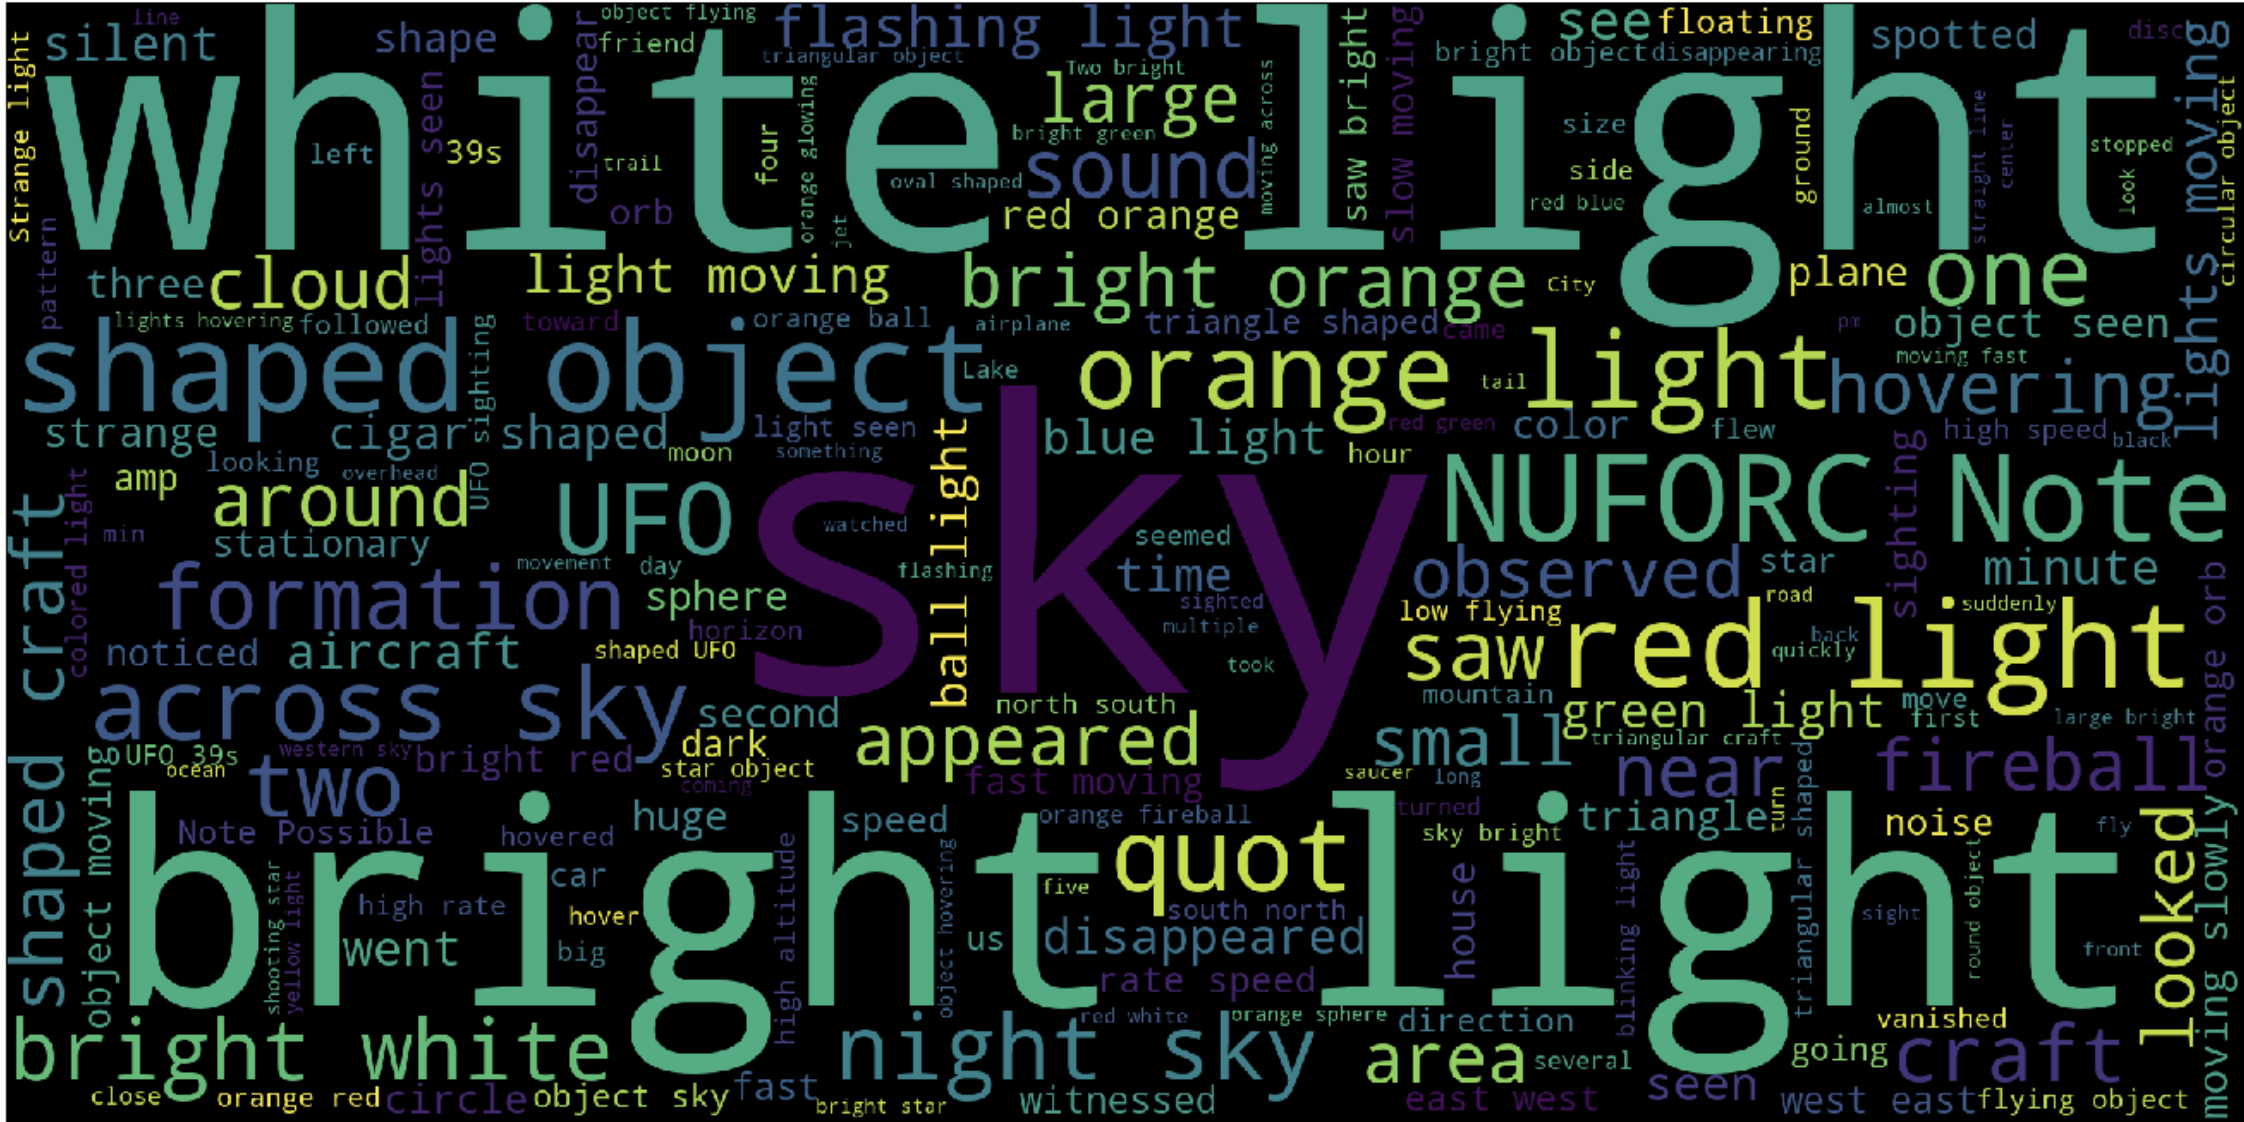 line
object flying
silent
shape
friend
disappear
flashing light
triangular object
see
floating
bright object
disappearing
spotted
disc
Strange light
white light
left
lights seen
39s
trail
orb
four
orange glowing
jet
oval shaped
Two bright
large
bright green
sound
red orange
moving across
saw bright
slow moving
size
side
red blue
ground
almost
straight line
center
stopped
look
lights moving
circular object
pattern
three
cloud
light moving
bright orange
City
plane
one
lights hovering
followed
toward
orange ball
airplane
triangle shaped
came
pm
object seen
moving fast
shaped object
UFO sighting
Lake
orange light
tail
hovering
strange
cigar shaped
moon
light seen
something
blue light
red green
hour
color
flew
high speed
black
looking
overhead
amp
around
colored light
min
stationary
UFO
sky
watched
ball light
seemed
flashing
time
sighted
multiple
took
NUFORC Note
sighting
observed
star
minute
movement
day
formation
sphere
horizon
shaped UFO
noticed
aircraft
low flying
road
suddenly
saw
red light
back
quickly
orange orb
shaped craft
across sky
second
north south
mountain
green light
move
first
large bright
triangular craft
UFO 39s
western sky
ocean
bright red
dark
star object
coming
appeared
fast moving
small
saucer
long
near
fireball
object moving
two
Note Possible
hovered
huge
speed
orange fireball
turned
sky bright
triangle
turn
triangular shaped
noise
fly
looked
moving slowly
bright light
shooting star
yellow light
high rate
car
hover
went
big
high altitude
object hovering
us
five
quot
south north
disappeared
rate speed
house
blinking light
sight
round object
front
bright white
night sky
red white
orange sphere
direction
area
several
vanished
going
craft
close
orange red
circle
object sky
fast
bright star
witnessed
east west
seen
west east
flying object